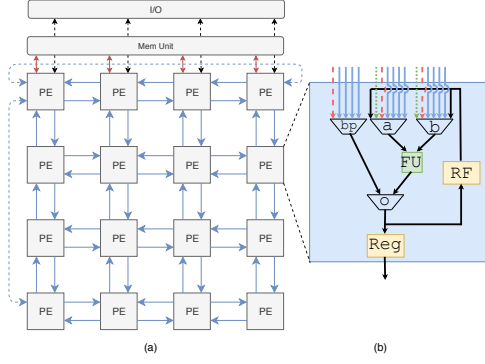 I/O
Mem Unit
PE PE PE PE
PE PE PE PE
PE PE PE PE
PE PE PE PE
(a)
bp a b
FU
RF
o
Reg
(b)